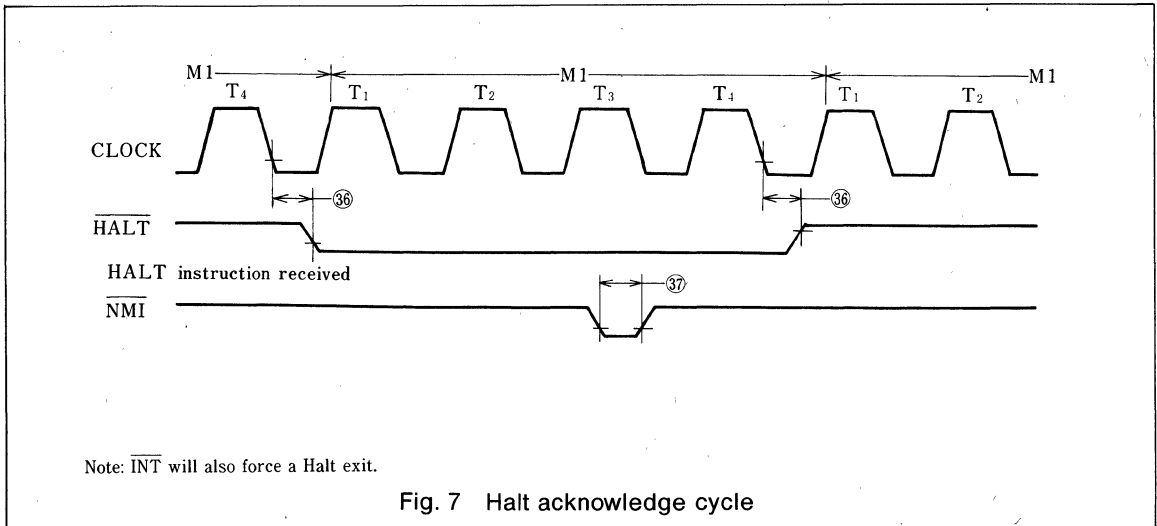 M1 M1 M1
T4 T1 T2 T3 T4 T1 T2
CLOCK
㊱ ㊱
HALT
HALT instruction received
㊲
NMI
Note: INT will also force a Halt exit.
Fig. 7 Halt acknowledge cycle